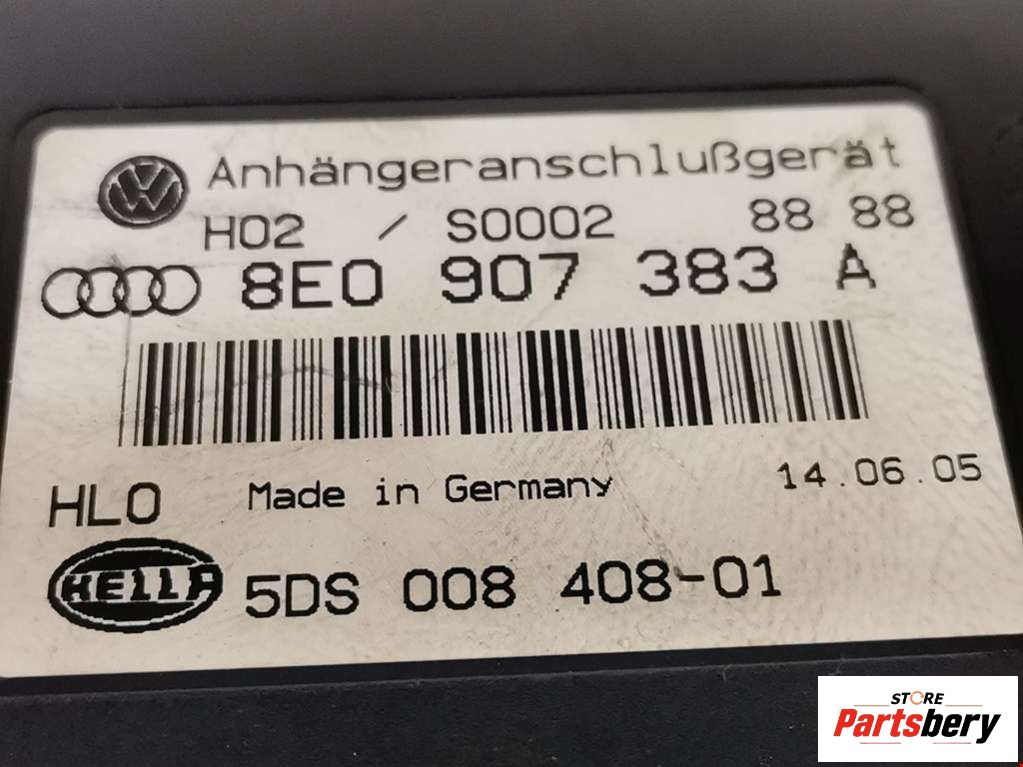 VW Anhängeranschlußgerät
H02 / S0002 88 88
8E0 907 383 A
HLO Made in Germany 14.06.05
HELLA 5DS 008 408-01
STORE
Partsbery